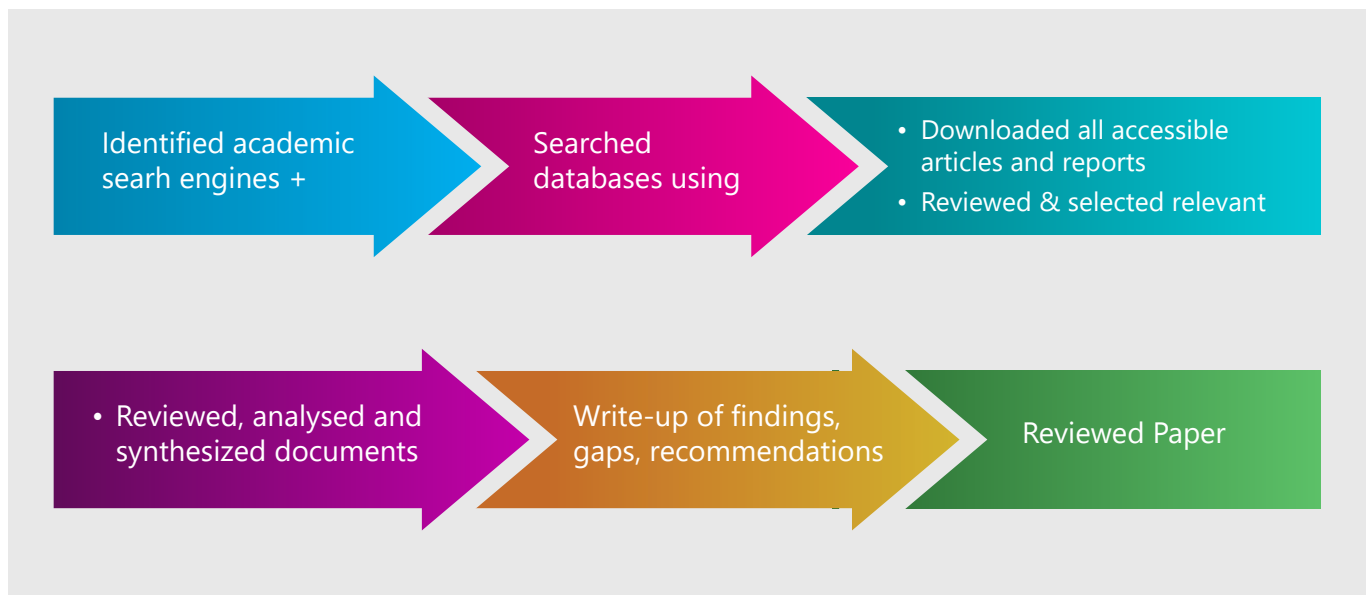 Identified academic
searh engines +
Searched
databases using
• Downloaded all accessible
articles and reports
• Reviewed & selected relevant
• Reviewed, analysed and
synthesized documents
Write-up of findings,
gaps, recommendations
Reviewed Paper